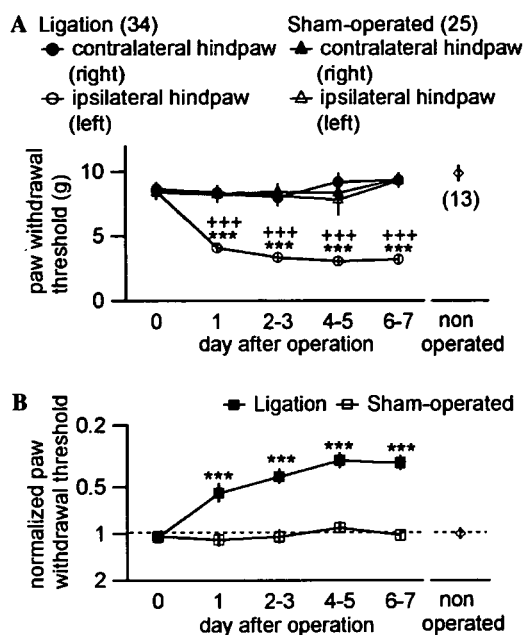 A Ligation (34) Sham-operated (25)
contralateral hindpaw contralateral hindpaw
(right) (right)
ipsilateral hindpaw ipsilateral hindpaw
(left) (left)
paw withdrawal
threshold (g)
10
5
0
+++ +++ +++ +++
*** *** *** ***
(13)
0 1 2-3 4-5 6-7 non
day after operation operated
B Ligation Sham-operated
normalized paw
withdrawal threshold
0.2
0.5
1
2
*** *** *** ***
0 1 2-3 4-5 6-7 non
day after operation operated